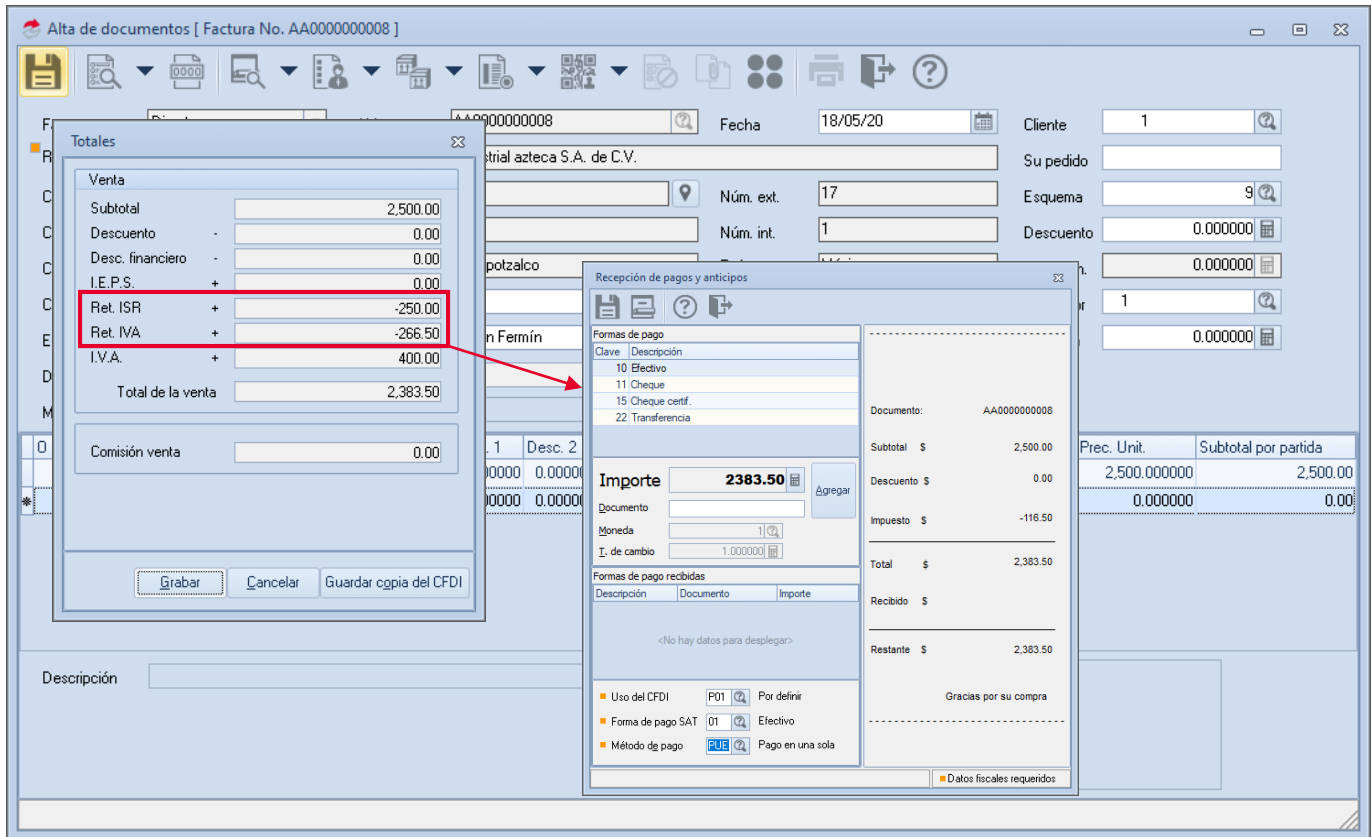 Alta de documentos [ Factura No. AA0000000008 ]
0000
AA0000000008
Fecha 18/05/20
Cliente 1
strial azteca S.A. de C.V.
Su pedido
Núm. ext. 17
Esquema 9
Núm. int. 1
Descuento 0.000000
potzalco
0.000000
1
n Fermín
0.000000
O
. 1 Desc. 2
Prec. Unit. Subtotal por partida
2,500.000000 2,500.00
0.000000 0.00
Descripción
Totales
Venta
Subtotal 2,500.00
Descuento - 0.00
Desc. financiero - 0.00
I.E.P.S. + 0.00
Ret. ISR + -250.00
Ret. IVA + -266.50
I.V.A. + 400.00
Total de la venta 2,383.50
Comisión venta 0.00
Grabar Cancelar Guardar copia del CFDI
Recepción de pagos y anticipos
Formas de pago
Clave Descripción
10 Efectivo
11 Cheque
15 Cheque certif.
22 Transferencia
Importe 2383.50
Agregar
Documento
Moneda 1
T. de cambio 1.000000
Formas de pago recibidas
Descripción Documento Importe
<No hay datos para desplegar>
Uso del CFDI P01 Por definir
Forma de pago SAT 01 Efectivo
Método de pago PUE Pago en una sola
Documento: AA0000000008
Subtotal $ 2,500.00
Descuento $ 0.00
Impuesto $ -116.50
Total $ 2,383.50
Recibido $
Restante $ 2,383.50
Gracias por su compra
Datos fiscales requeridos